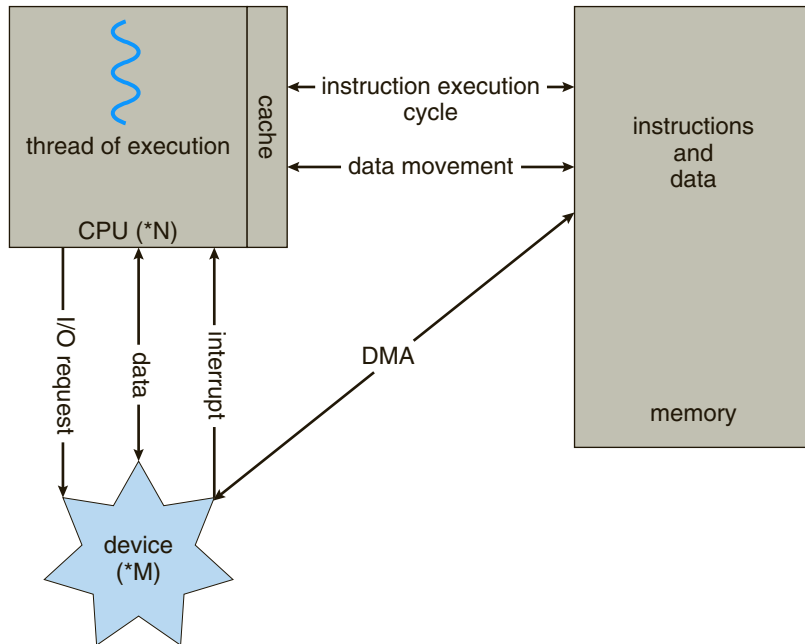 thread of execution
CPU (*N)
cache
instruction execution
cycle
data movement
instructions
and
data
memory
I/O request
data
interrupt
DMA
device
(*M)